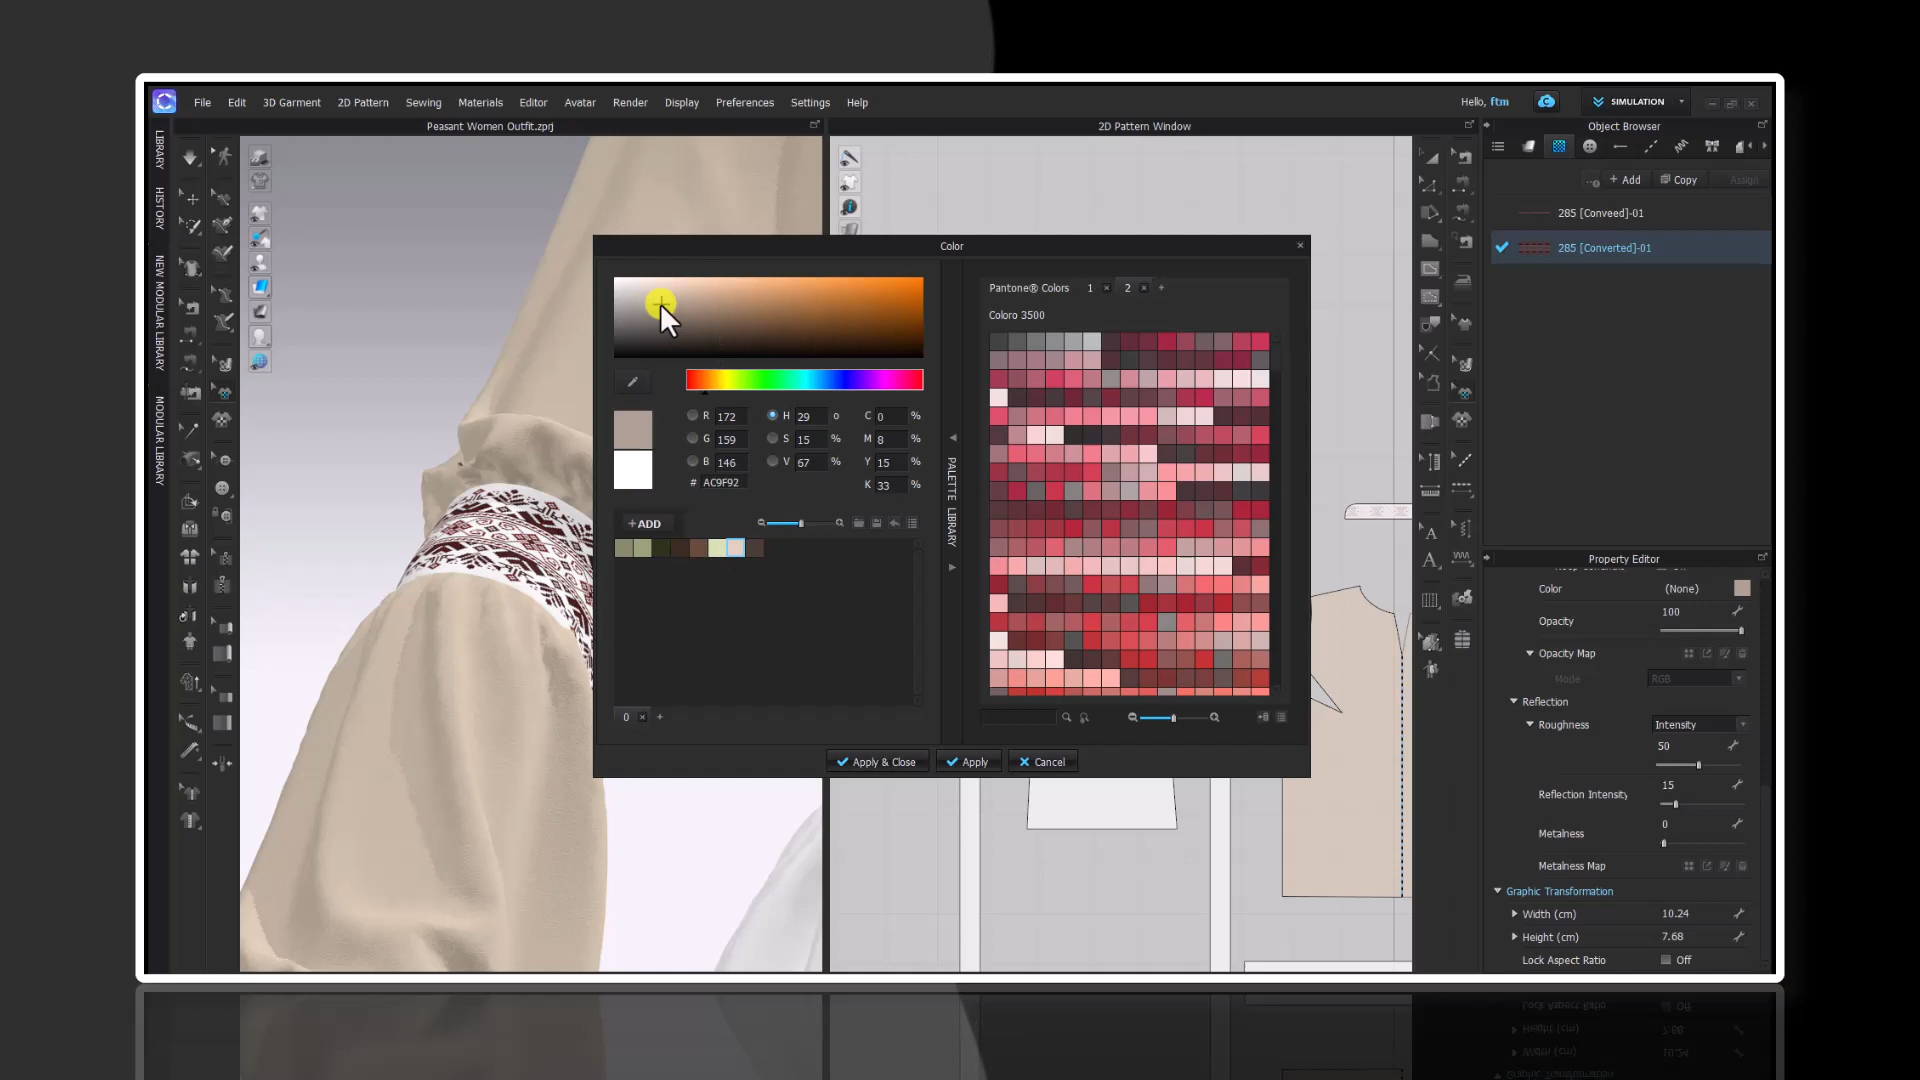 File Edit 3D Garment 2D Pattern Sewing Materials Editor Avatar Render Display Preferences Settings Help
Hello, ftm
SIMULATION
Peasant Women Outfit.zprj
2D Pattern Window
Object Browser
LIBRARY
HISTORY
NEW MODULAR LIBRARY
MODULAR LIBRARY
+ Add
Copy
Assign
285 [Conveed]-01
285 [Converted]-01
Color
Pantone® Colors 1 2 +
Coloro 3500
R 172 H 29 o C 0 %
G 159 S 15 % M 8 %
B 146 V 67 % Y 15 %
# AC9F92 K 33 %
+ADD
PALETTE LIBRARY
0 +
Apply & Close
Apply
Cancel
Property Editor
Color (None)
Opacity 100
Opacity Map
Mode RGB
Reflection
Roughness Intensity
50
Reflection Intensity 15
Metalness 0
Metalness Map
Graphic Transformation
Width (cm) 10.24
Height (cm) 7.68
Lock Aspect Ratio Off